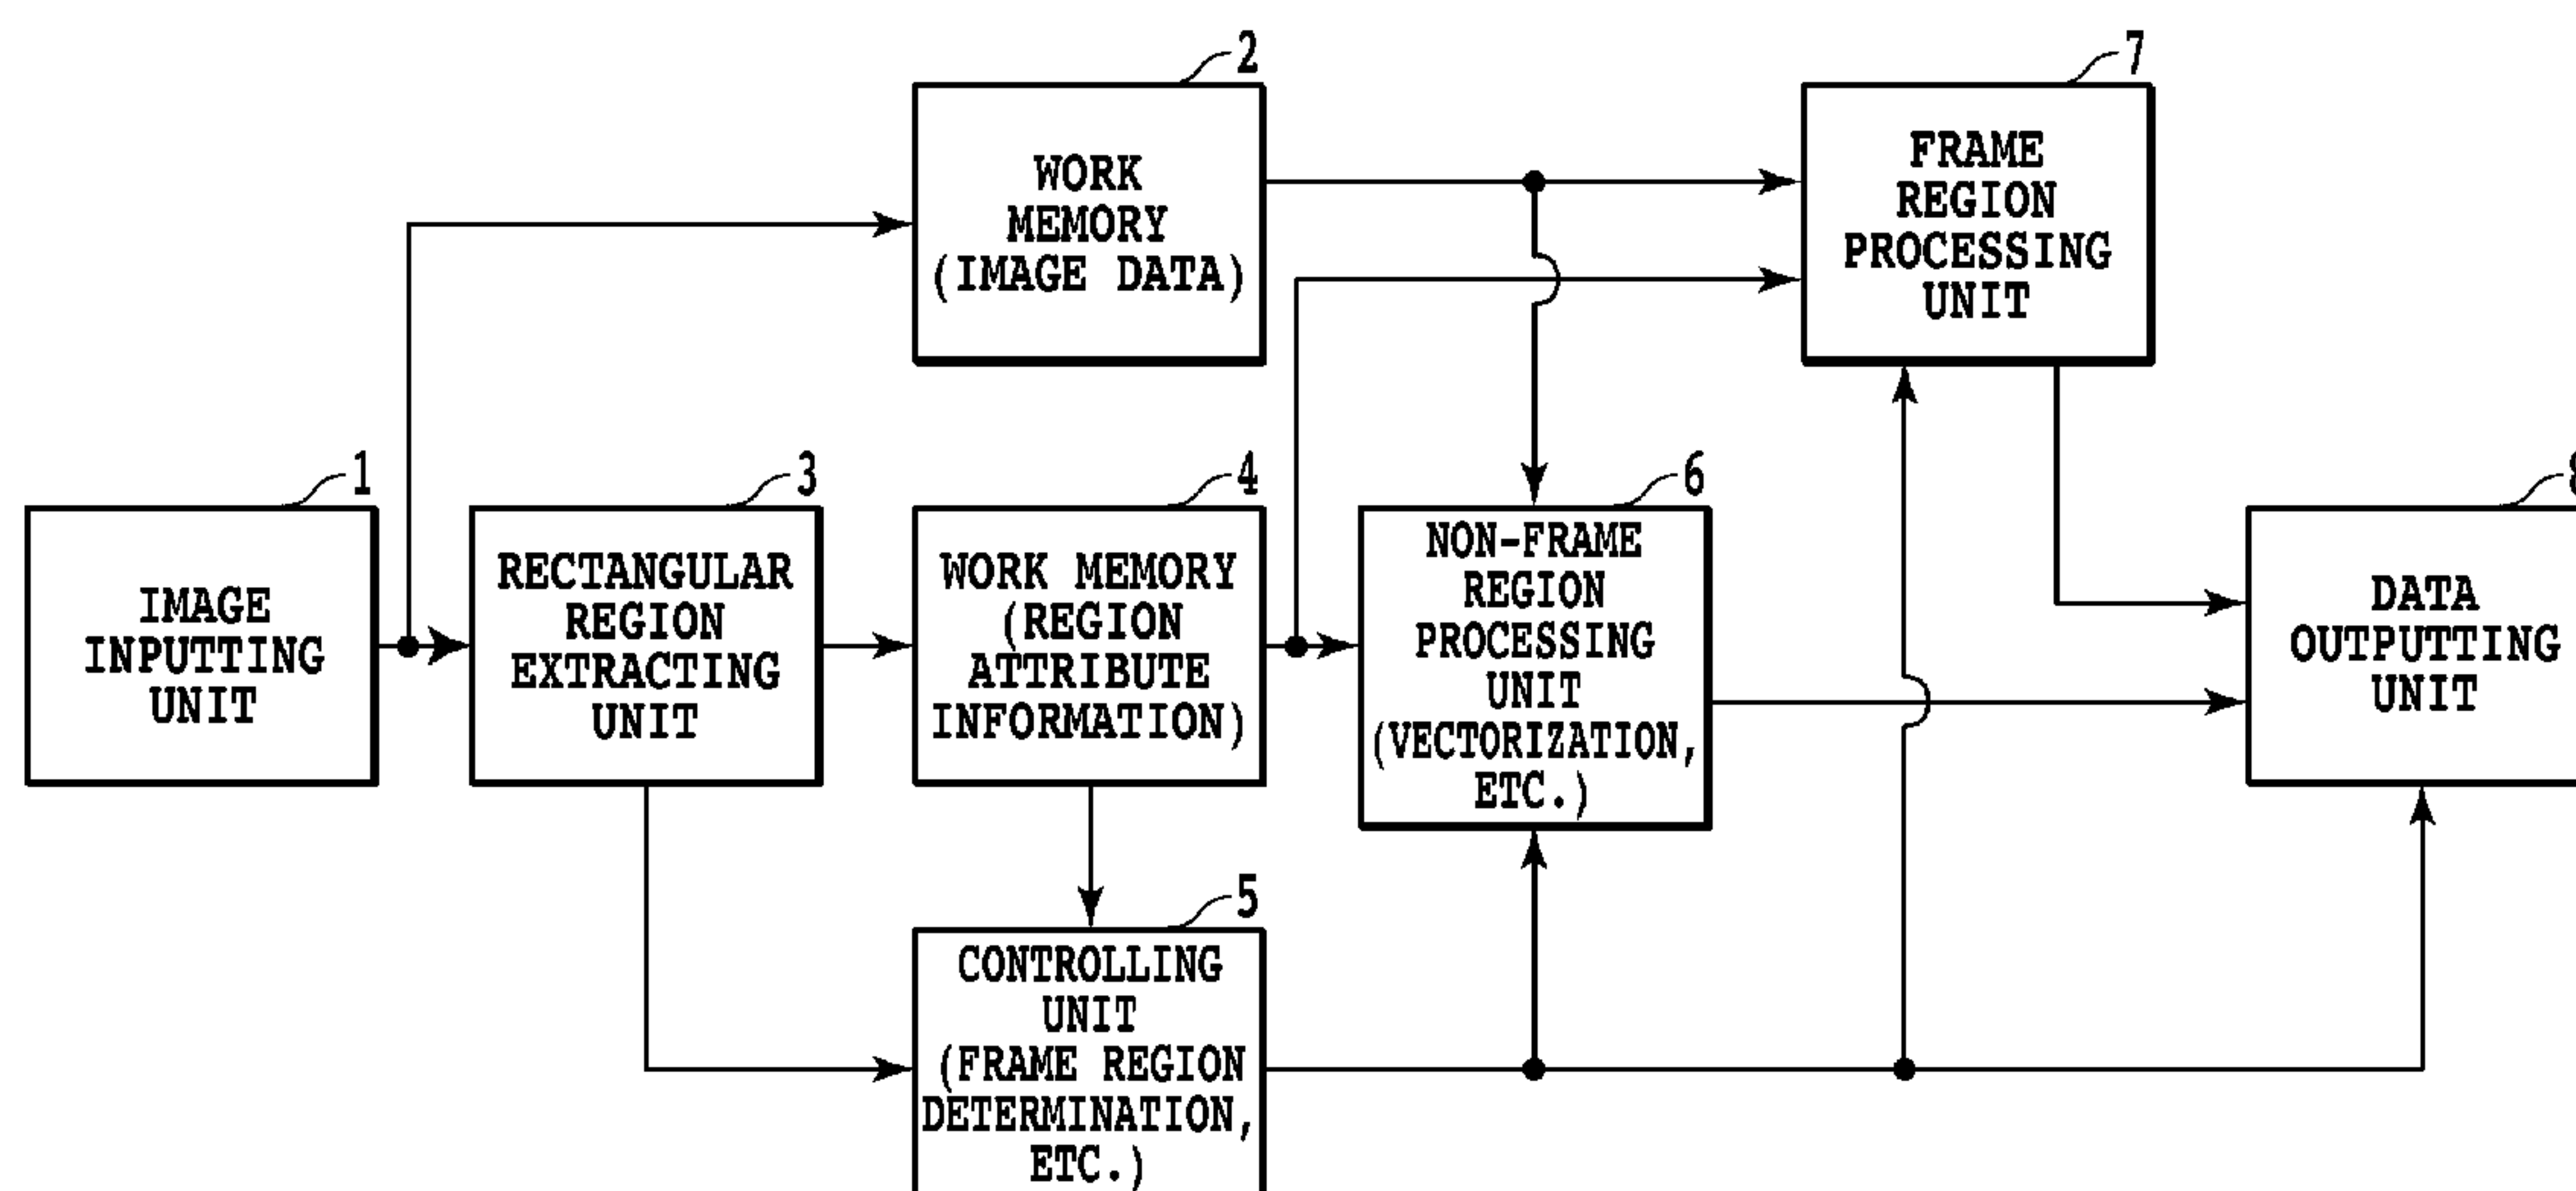 2
WORK
MEMORY
(IMAGE DATA)
7
FRAME
REGION
PROCESSING
UNIT
1
IMAGE
INPUTTING
UNIT
3
RECTANGULAR
REGION
EXTRACTING
UNIT
4
WORK MEMORY
(REGION
ATTRIBUTE
INFORMATION)
6
NON-FRAME
REGION
PROCESSING
UNIT
(VECTORIZATION,
ETC.)
8
DATA
OUTPUTTING
UNIT
5
CONTROLLING
UNIT
(FRAME REGION
DETERMINATION,
ETC.)